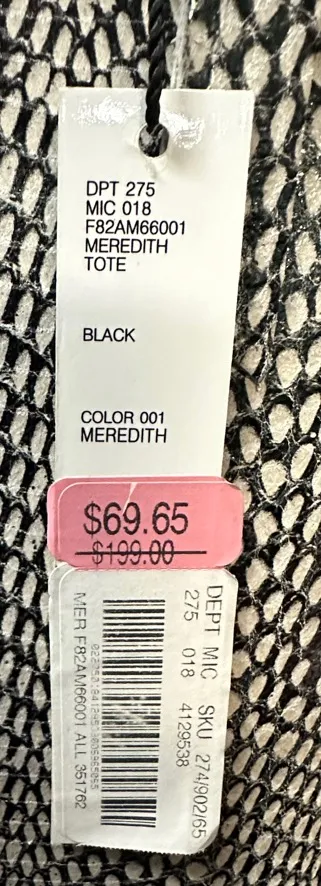 DPT 275
MIC 018
F82AM66001
MEREDITH
TOTE
BLACK
COLOR 001
MEREDITH
$69.65
$199.00
DEPT MIC SKU 274/902/65
275 018 4129538
MER F82AM66001 ALL 351762